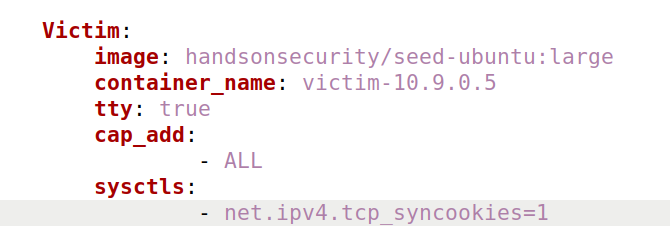 Victim:
image: handsonsecurity/seed-ubuntu:large
container_name: victim-10.9.0.5
tty: true
cap_add:
- ALL
sysctls:
- net.ipv4.tcp_syncookies=1